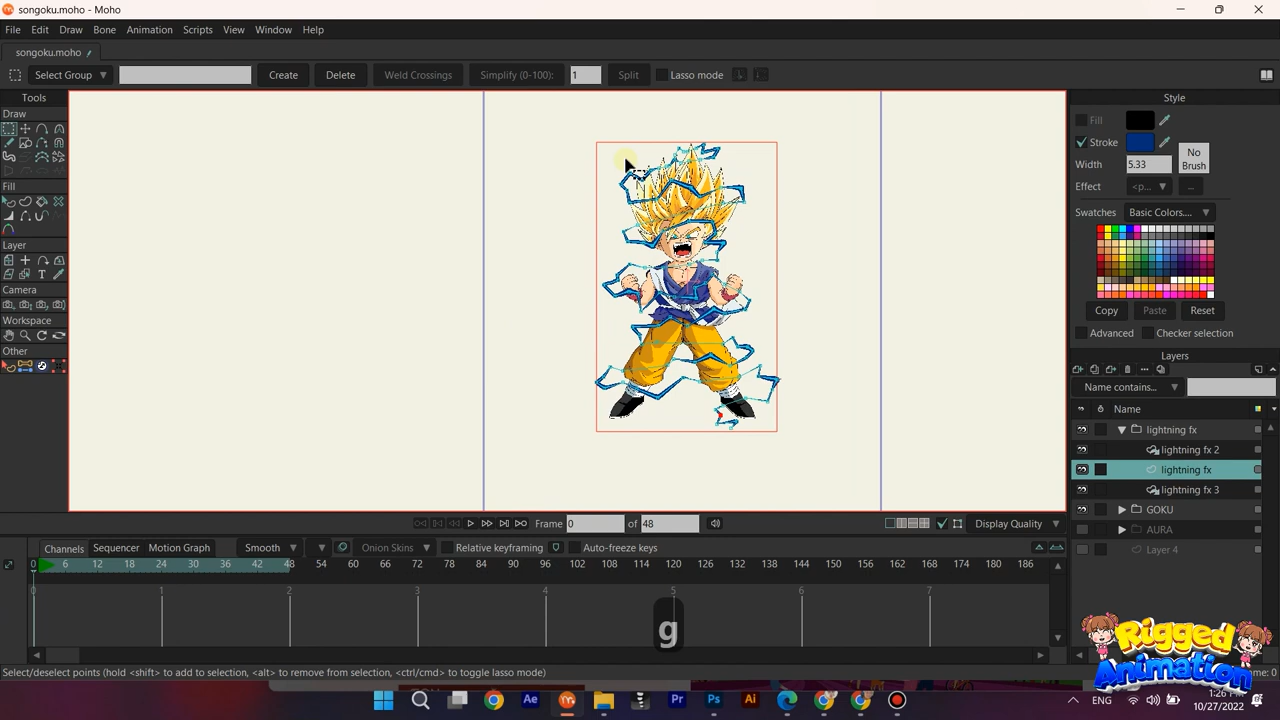 songoku.moho - Moho
File Edit Draw Bone Animation Scripts View Window Help
songoku.moho
Select Group Create Delete Weld Crossings Simplify (0-100): 1 Split Lasso mode
Tools
Draw
Fill
Layer
Camera
Workspace
Other
Style
Fill
Stroke
No Brush
Width 5.33
Effect <p... ...
Swatches Basic Colors....
Copy Paste Reset
Advanced Checker selection
Layers
Name contains...
Name
lightning fx
lightning fx 2
lightning fx
lightning fx 3
GOKU
AURA
Layer 4
Frame 0 of 48 Display Quality
Channels Sequencer Motion Graph Smooth Onion Skins Relative keyframing Auto-freeze keys
0 6 12 18 24 30 36 42 48 54 60 66 72 78 84 90 96 102 108 114 120 126 132 138 144 150 156 162 168 174 180 186
0 1 2 3 4 5 6 7
g
Rigged
Animation
Select/deselect points (hold <shift> to add to selection, <alt> to remove from selection, <ctrl/cmd> to toggle lasso mode)
ENG
1:26 PM
10/27/2022